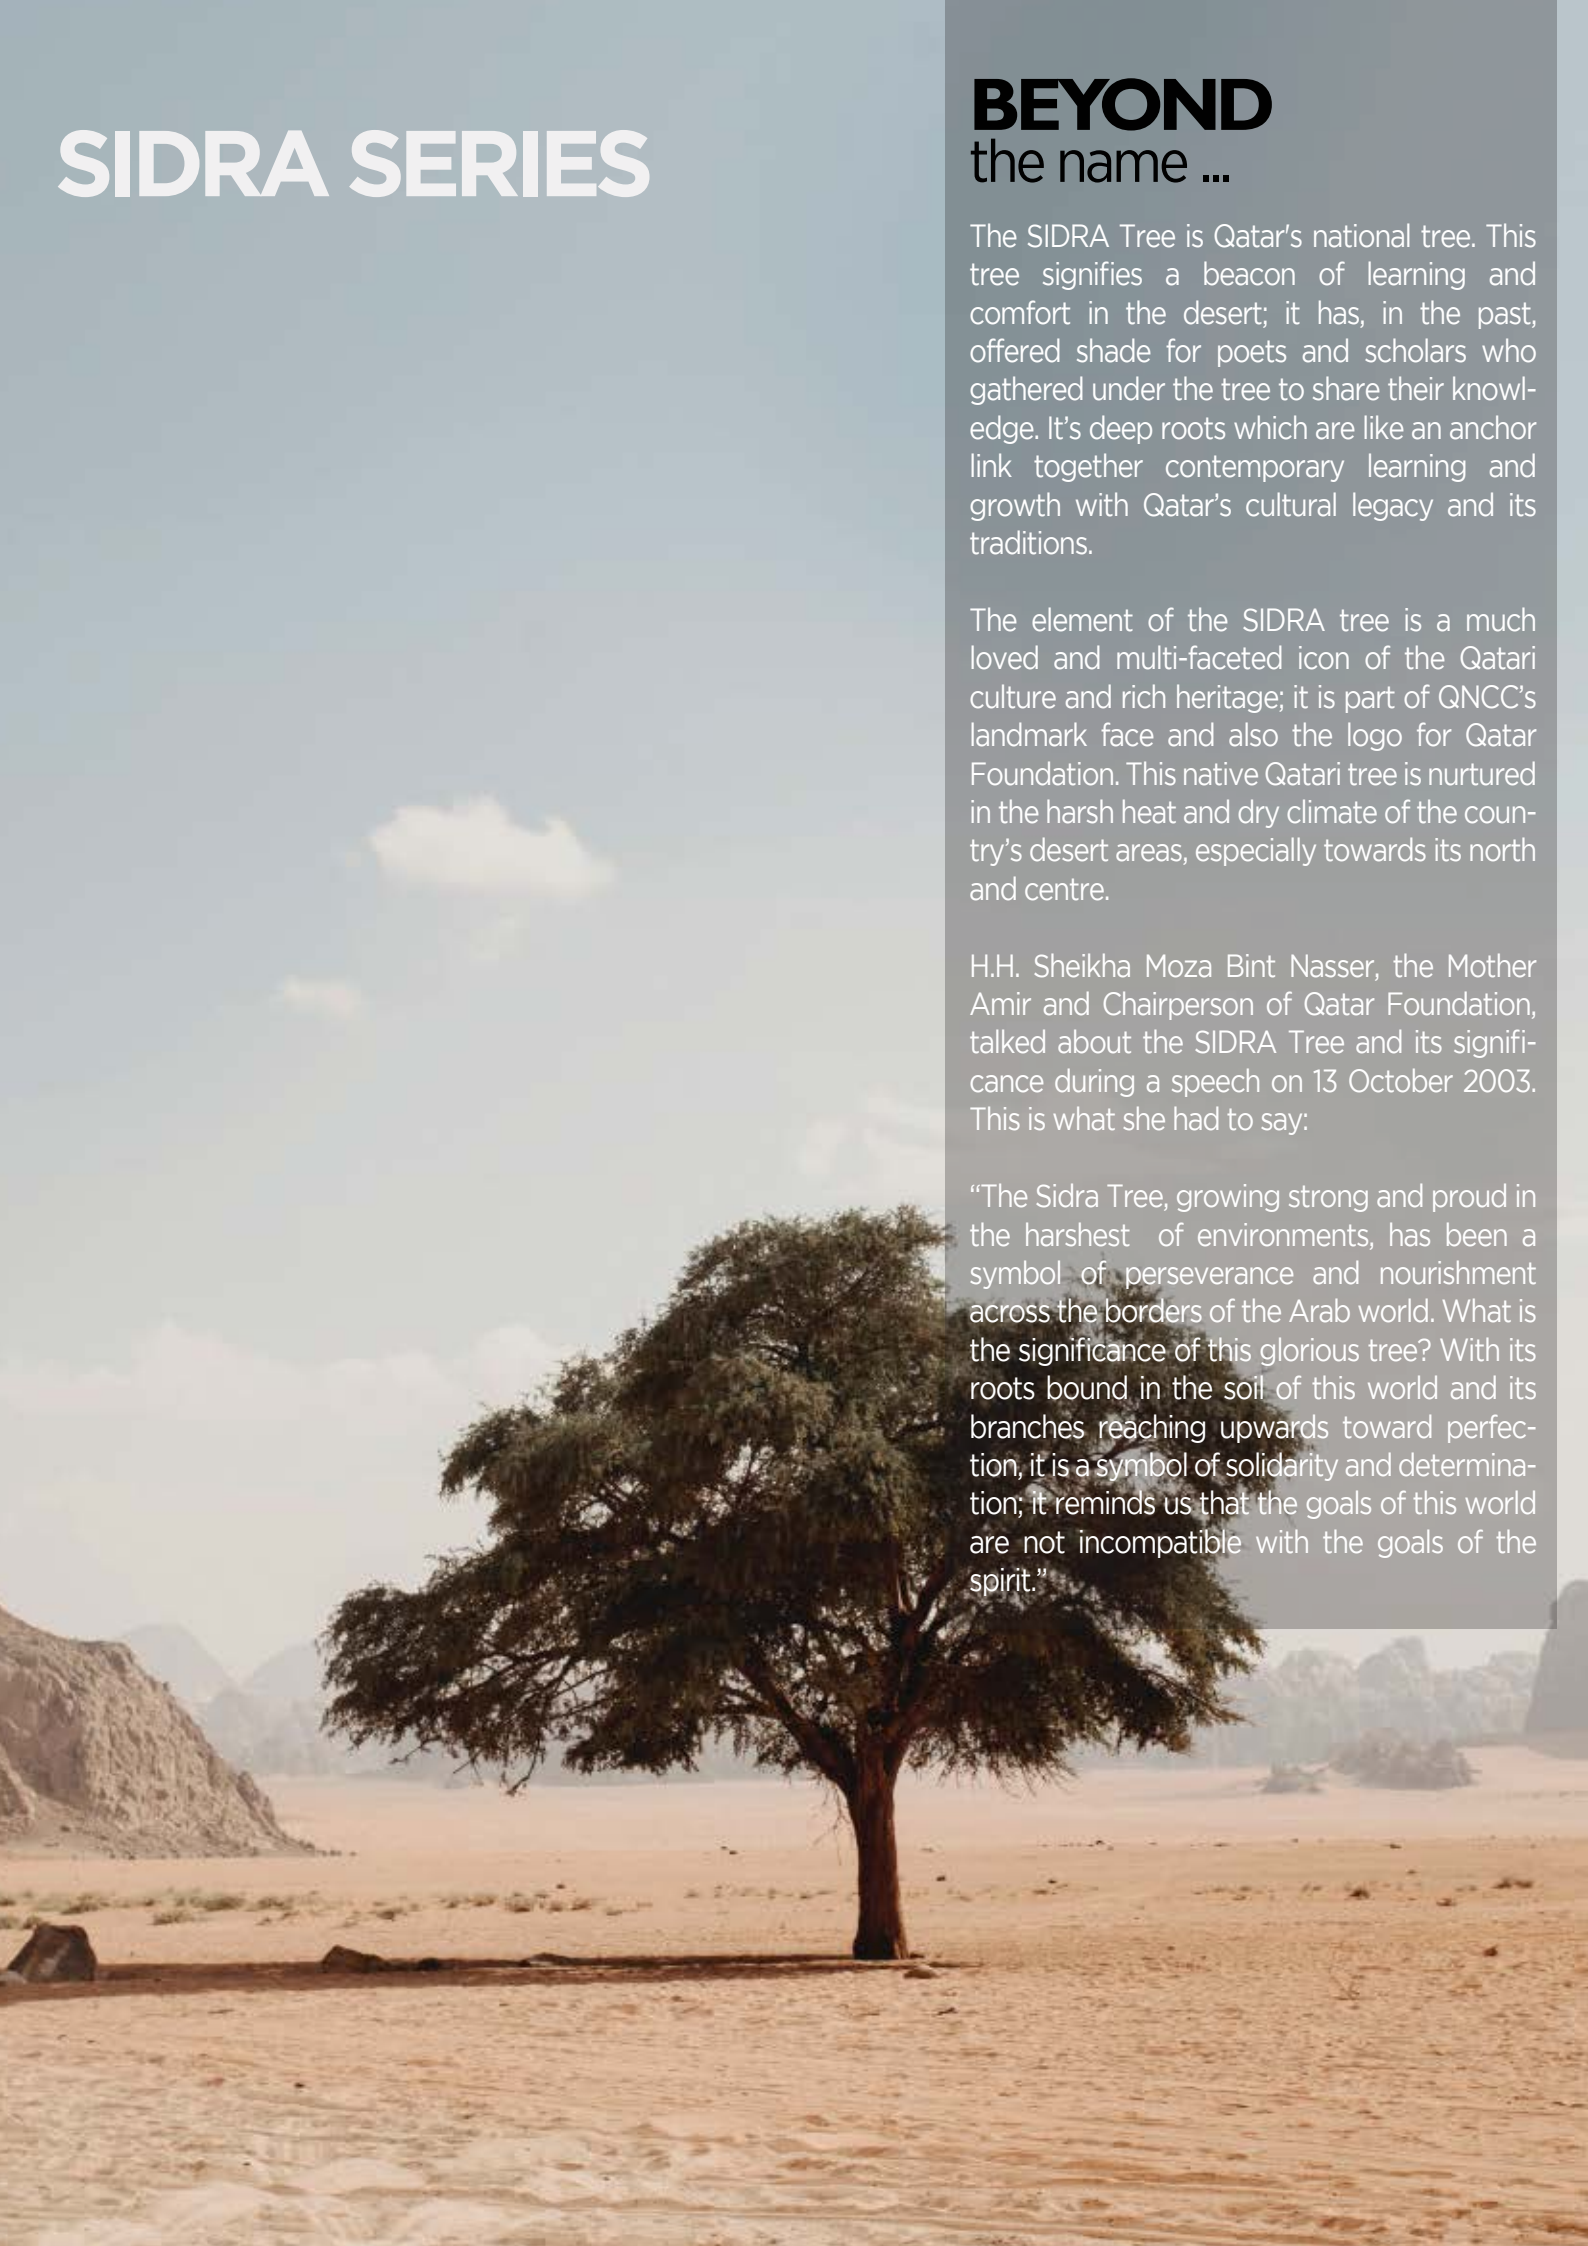 SIDRA SERIES
BEYOND
the name ...
The SIDRA Tree is Qatar's national tree. This
tree signifies a beacon of learning and
comfort in the desert; it has, in the past,
offered shade for poets and scholars who
gathered under the tree to share their knowl-
edge. It’s deep roots which are like an anchor
link together contemporary learning and
growth with Qatar’s cultural legacy and its
traditions.
The element of the SIDRA tree is a much
loved and multi-faceted icon of the Qatari
culture and rich heritage; it is part of QNCC’s
landmark face and also the logo for Qatar
Foundation. This native Qatari tree is nurtured
in the harsh heat and dry climate of the coun-
try’s desert areas, especially towards its north
and centre.
H.H. Sheikha Moza Bint Nasser, the Mother
Amir and Chairperson of Qatar Foundation,
talked about the SIDRA Tree and its signifi-
cance during a speech on 13 October 2003.
This is what she had to say:
“The Sidra Tree, growing strong and proud in
the harshest of environments, has been a
symbol of perseverance and nourishment
across the borders of the Arab world. What is
the significance of this glorious tree? With its
roots bound in the soil of this world and its
branches reaching upwards toward perfec-
tion, it is a symbol of solidarity and determina-
tion; it reminds us that the goals of this world
are not incompatible with the goals of the
spirit.”